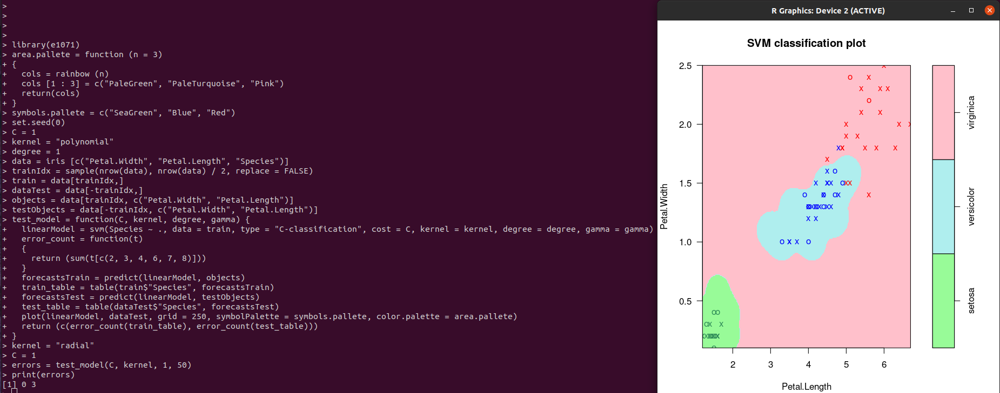 >
>
>
>
> library(e1071)
> area.pallete = function (n = 3)
+ {
+   cols = rainbow (n)
+   cols [1 : 3] = c("PaleGreen", "PaleTurquoise", "Pink")
+   return(cols)
+ }
> symbols.pallete = c("SeaGreen", "Blue", "Red")
> set.seed(0)
> C = 1
> kernel = "polynomial"
> degree = 1
> data = iris [c("Petal.Width", "Petal.Length", "Species")]
> trainIdx = sample(nrow(data), nrow(data) / 2, replace = FALSE)
> train = data[trainIdx,]
> dataTest = data[-trainIdx,]
> objects = data[trainIdx, c("Petal.Width", "Petal.Length")]
> testObjects = data[-trainIdx, c("Petal.Width", "Petal.Length")]
> test_model = function(C, kernel, degree, gamma) {
+   linearModel = svm(Species ~ ., data = train, type = "C-classification", cost = C, kernel = kernel, degree = degree, gamma = gamma)
+   error_count = function(t)
+   {
+     return (sum(t[c(2, 3, 4, 6, 7, 8)]))
+   }
+   forecastsTrain = predict(linearModel, objects)
+   train_table = table(train$"Species", forecastsTrain)
+   forecastsTest = predict(linearModel, testObjects)
+   test_table = table(dataTest$"Species", forecastsTest)
+   plot(linearModel, dataTest, grid = 250, symbolPalette = symbols.pallete, color.palette = area.pallete)
+   return (c(error_count(train_table), error_count(test_table)))
+ }
> kernel = "radial"
> C = 1
> errors = test_model(C, kernel, 1, 50)
> print(errors)
[1] 0 3
R Graphics: Device 2 (ACTIVE)
SVM classification plot
Petal.Width
2.5
2.0
1.5
1.0
0.5
2 3 4 5 6
Petal.Length
virginica
versicolor
setosa